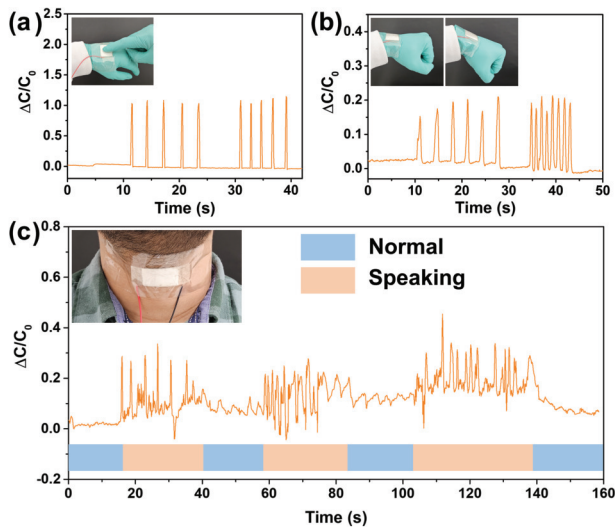 (a)
2.5
2.0
1.5
1.0
0.5
0.0
ΔC/C0
0 10 20 30 40
Time (s)
(b)
0.4
0.3
0.2
0.1
0.0
ΔC/C0
0 10 20 30 40 50
Time (s)
(c)
0.8
0.6
0.4
0.2
0.0
-0.2
ΔC/C0
Normal
Speaking
0 20 40 60 80 100 120 140 160
Time (s)